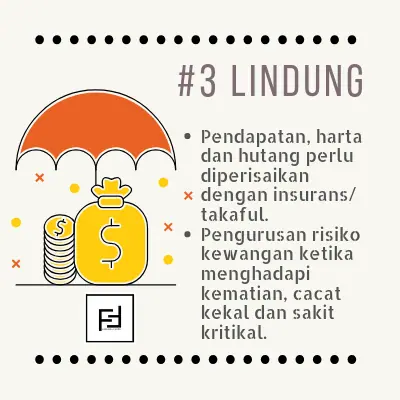 #3 LINDUNG
• Pendapatan, harta
dan hutang perlu
diperisaikan
dengan insurans/
takaful.
• Pengurusan risiko
kewangan ketika
menghadapi
kematian, cacat
kekal dan sakit
kritikal.
$
$